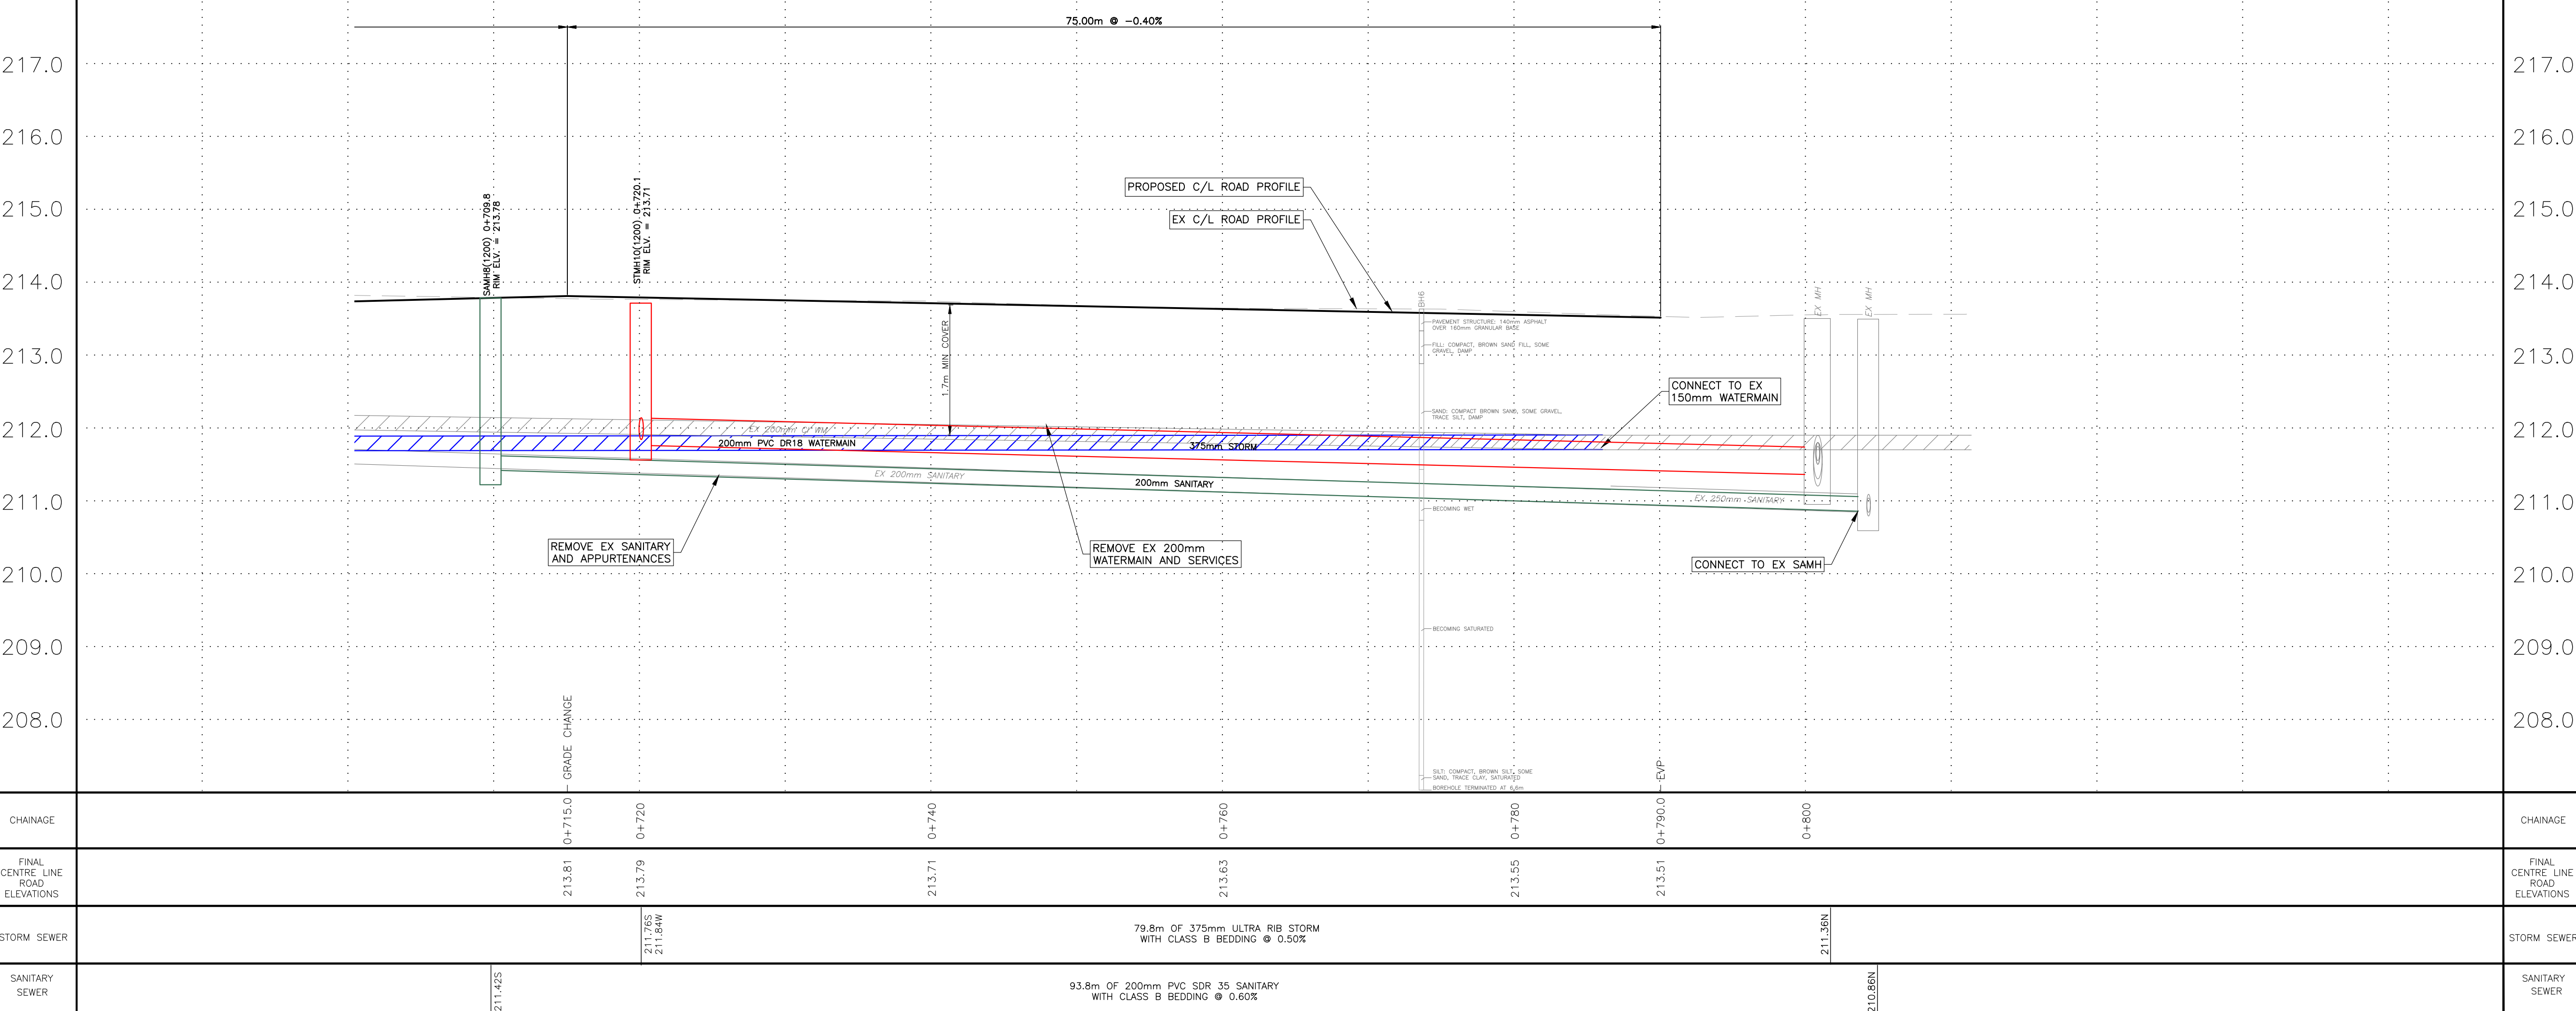 75.00m @ -0.40%
217.0
217.0
216.0
216.0
215.0
215.0
214.0
214.0
213.0
213.0
212.0
212.0
211.0
211.0
210.0
210.0
209.0
209.0
208.0
208.0
SAMH8(1200) 0+709.8
RIM ELV. = 213.78
STMH10(1200) 0+720.1
RIM ELV. = 213.71
PROPOSED C/L ROAD PROFILE
EX C/L ROAD PROFILE
1.7m MIN COVER
BH6
PAVEMENT STRUCTURE: 140mm ASPHALT
OVER 160mm GRANULAR BASE
FILL: COMPACT, BROWN SAND FILL, SOME
GRAVEL, DAMP
SAND: COMPACT BROWN SAND, SOME GRAVEL,
TRACE SILT, DAMP
BECOMING WET
BECOMING SATURATED
SILT: COMPACT, BROWN SILT, SOME
SAND, TRACE CLAY, SATURATED
BOREHOLE TERMINATED AT 6.6m
EX MH
EX MH
CONNECT TO EX
150mm WATERMAIN
EX 200mm CI WM
200mm PVC DR18 WATERMAIN
375mm STORM
EX 200mm SANITARY
200mm SANITARY
EX 250mm SANITARY
REMOVE EX SANITARY
AND APPURTENANCES
REMOVE EX 200mm
WATERMAIN AND SERVICES
CONNECT TO EX SAMH
GRADE CHANGE
EVP
CHAINAGE
0+715.0
0+720
0+740
0+760
0+780
0+790.0
0+800
CHAINAGE
FINAL
CENTRE LINE
ROAD
ELEVATIONS
213.81
213.79
213.71
213.63
213.55
213.51
FINAL
CENTRE LINE
ROAD
ELEVATIONS
STORM SEWER
211.76S
211.84W
79.8m OF 375mm ULTRA RIB STORM
WITH CLASS B BEDDING @ 0.50%
211.36N
STORM SEWER
SANITARY
SEWER
211.42S
93.8m OF 200mm PVC SDR 35 SANITARY
WITH CLASS B BEDDING @ 0.60%
210.86N
SANITARY
SEWER